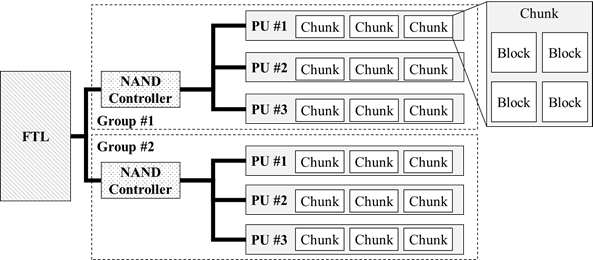 FTL
NAND
Controller
Group #1
PU #1 Chunk Chunk Chunk
PU #2 Chunk Chunk Chunk
PU #3 Chunk Chunk Chunk
Chunk
Block Block
Block Block
Group #2
NAND
Controller
PU #1 Chunk Chunk Chunk
PU #2 Chunk Chunk Chunk
PU #3 Chunk Chunk Chunk